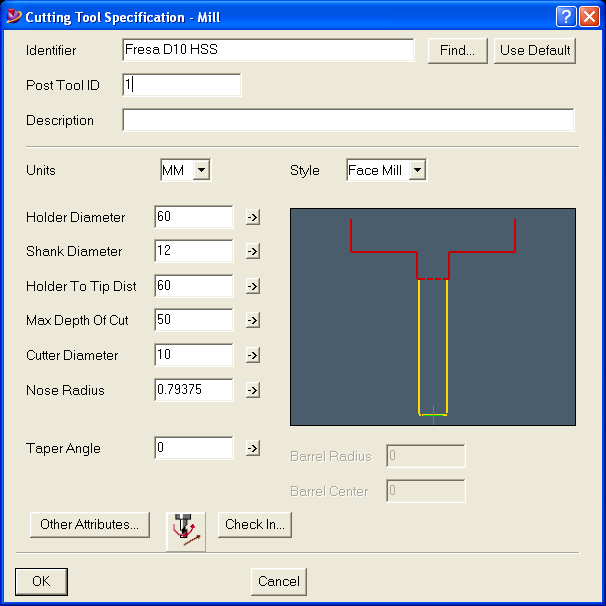 Cutting Tool Specification - Mill
Identifier Fresa D10 HSS Find... Use Default
Post Tool ID 1
Description
Units MM Style Face Mill
Holder Diameter 60 ->
Shank Diameter 12 ->
Holder To Tip Dist 60 ->
Max Depth Of Cut 50 ->
Cutter Diameter 10 ->
Nose Radius 0.79375 ->
Taper Angle 0 ->
Barrel Radius 0
Barrel Center 0
Other Attributes... Check In...
OK Cancel